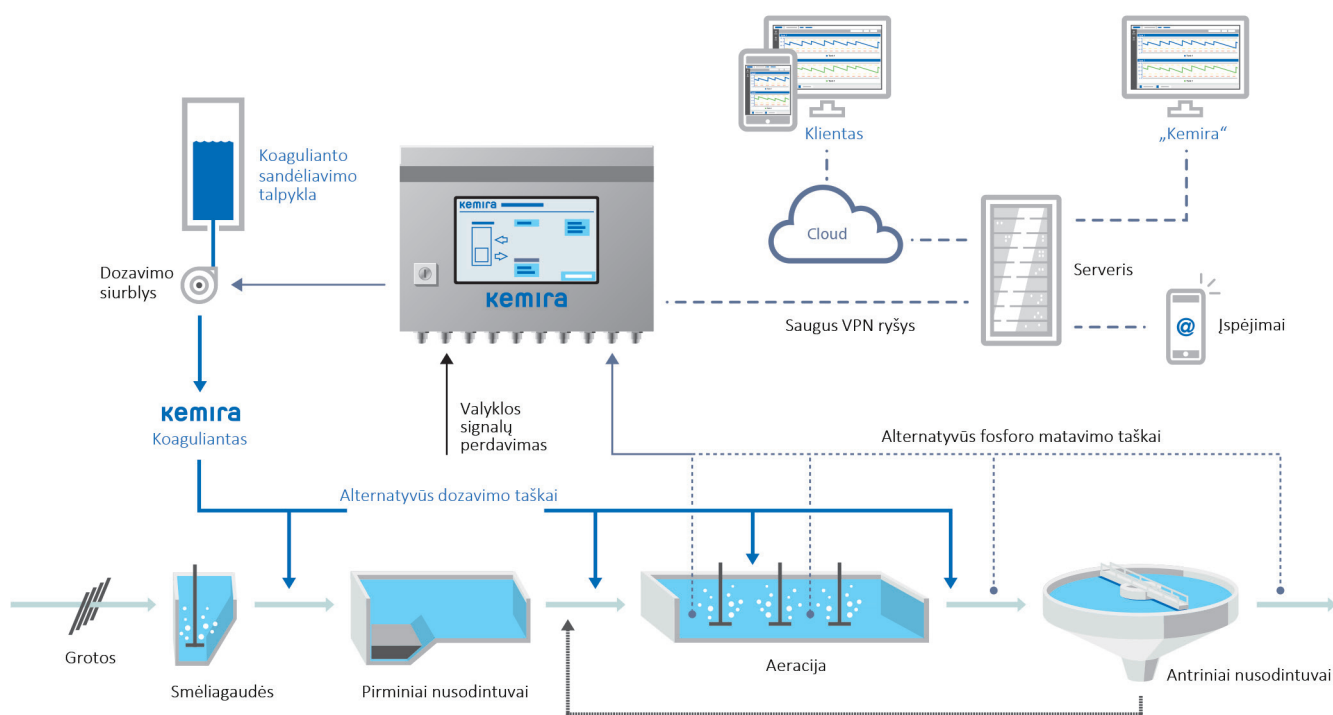 Klientas
„Kemira“
Koagulianto
sandėliavimo
talpykla
kemira
Cloud
Dozavimo
siurblys
kemira
Serveris
Saugus VPN ryšys
@
Įspėjimai
kemira
Koaguliantas
Valyklos
signalų
perdavimas
Alternatyvūs fosforo matavimo taškai
Alternatyvūs dozavimo taškai
Grotos
Smėliagaudės
Pirminiai nusodintuvai
Aeracija
Antriniai nusodintuvai